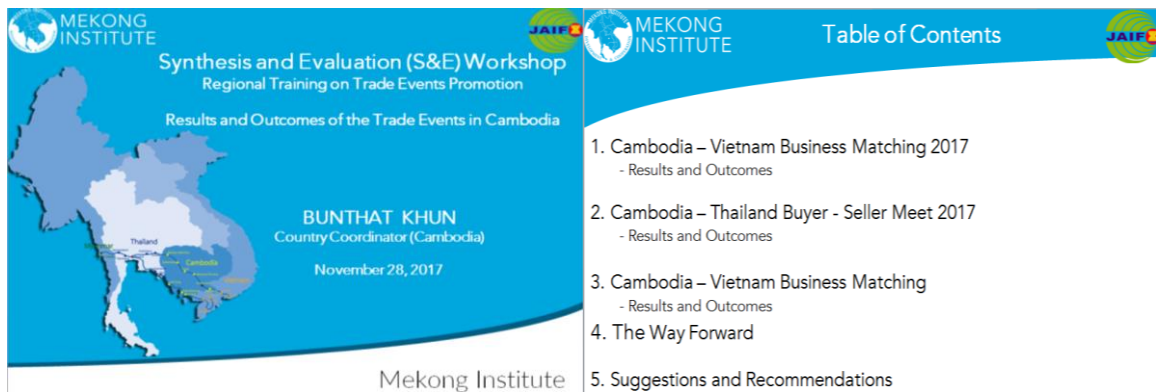 MEKONG
INSTITUTE
JAIF
Synthesis and Evaluation (S&E) Workshop
Regional Training on Trade Events Promotion
Results and Outcomes of the Trade Events in Cambodia
BUNTHAT KHUN
Country Coordinator (Cambodia)
November 28, 2017
Thailand
Cambodia
Mekong Institute
MEKONG
INSTITUTE
Table of Contents
JAIF
1. Cambodia – Vietnam Business Matching 2017
- Results and Outcomes
2. Cambodia – Thailand Buyer - Seller Meet 2017
- Results and Outcomes
3. Cambodia – Vietnam Business Matching
- Results and Outcomes
4. The Way Forward
5. Suggestions and Recommendations